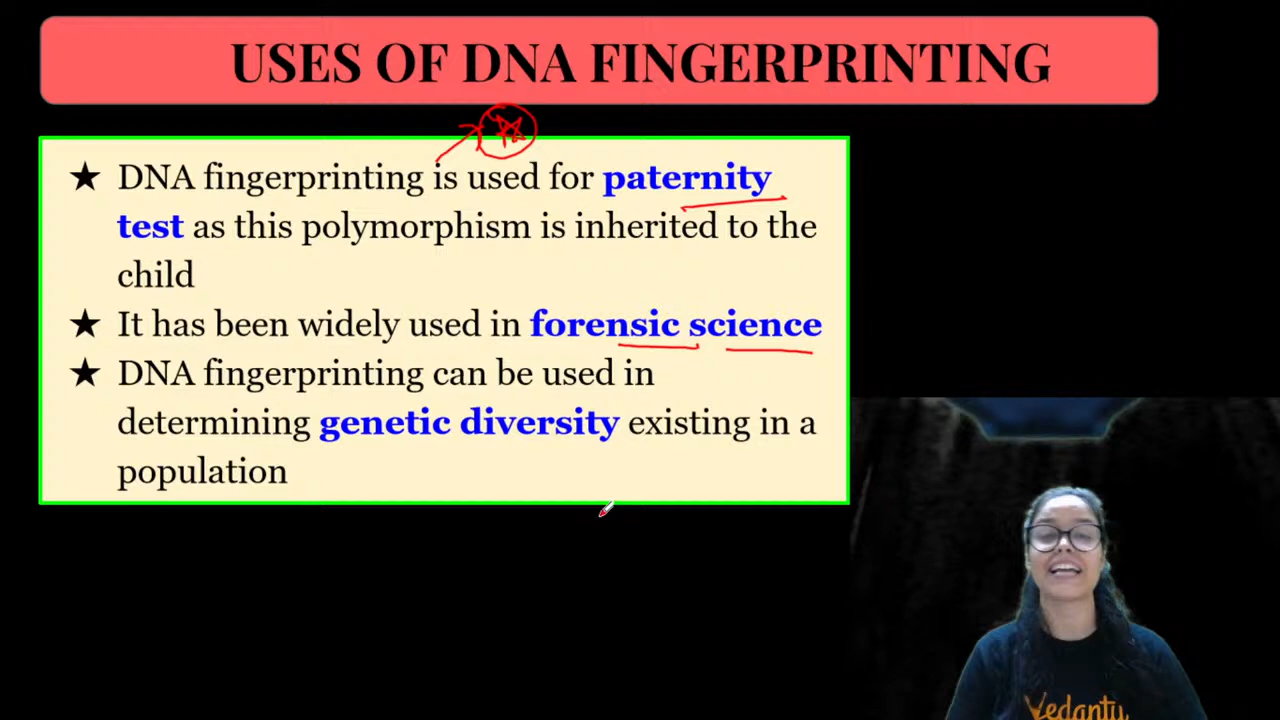 USES OF DNA FINGERPRINTING
★ DNA fingerprinting is used for paternity
test as this polymorphism is inherited to the
child
★ It has been widely used in forensic science
★ DNA fingerprinting can be used in
determining genetic diversity existing in a
population
Vedantu